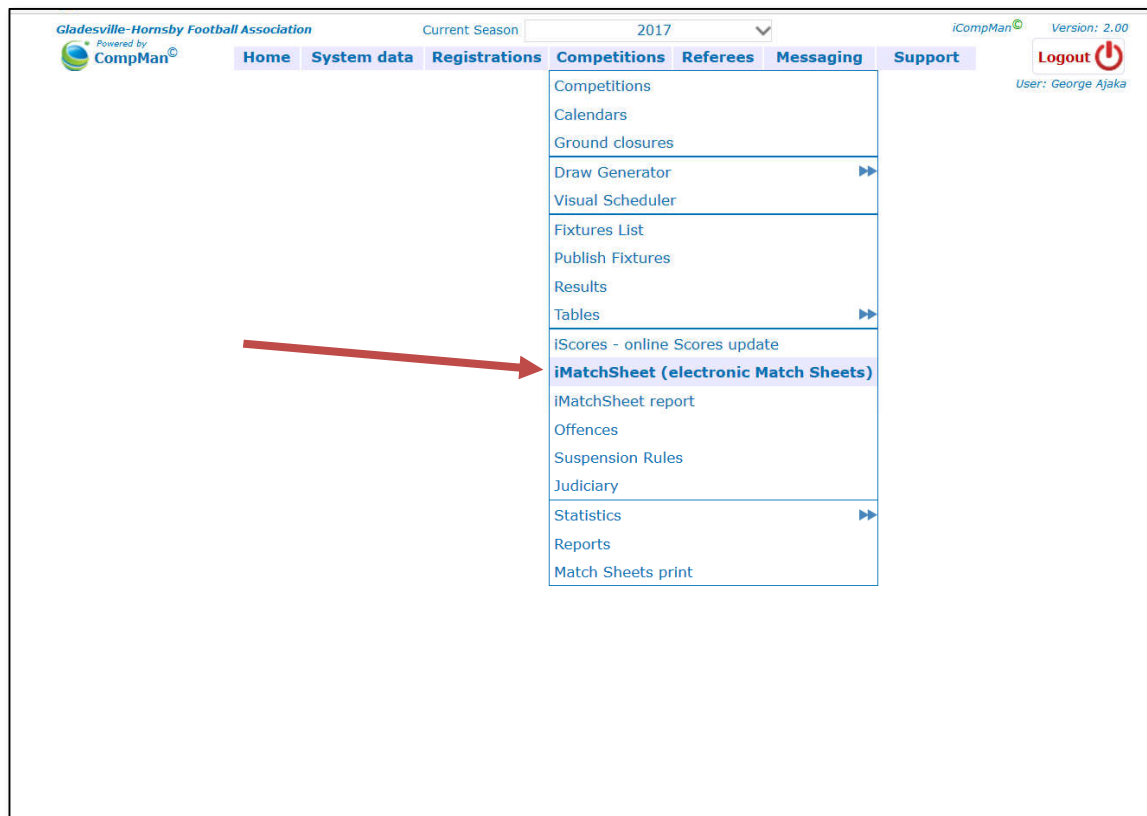 Gladesville-Hornsby Football Association Current Season 2017 iCompMan© Version: 2.00
Powered by
CompMan©
Home System data Registrations Competitions Referees Messaging Support Logout
User: George Ajaka
Competitions
Calendars
Ground closures
Draw Generator
Visual Scheduler
Fixtures List
Publish Fixtures
Results
Tables
iScores - online Scores update
iMatchSheet (electronic Match Sheets)
iMatchSheet report
Offences
Suspension Rules
Judiciary
Statistics
Reports
Match Sheets print